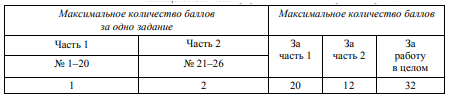 Максимальное количество баллов за одно задание
Максимальное количество баллов
Часть 1
Часть 2
За часть 1
За часть 2
За работу в целом
№ 1–20
№ 21–26
1
2
20
12
32